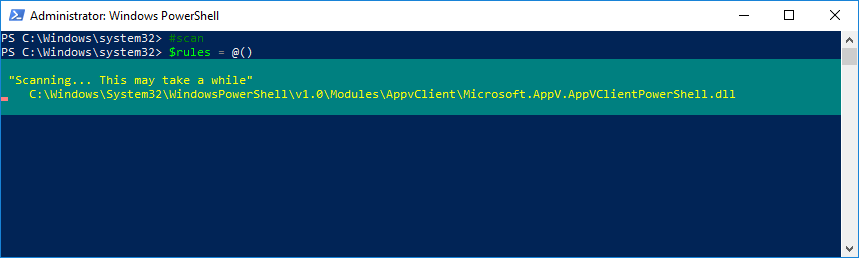 Administrator: Windows PowerShell
PS C:\Windows\system32> #scan
PS C:\Windows\system32> $rules = @()
"Scanning... This may take a while"
C:\Windows\System32\WindowsPowerShell\v1.0\Modules\AppvClient\Microsoft.AppV.AppVClientPowerShell.dll